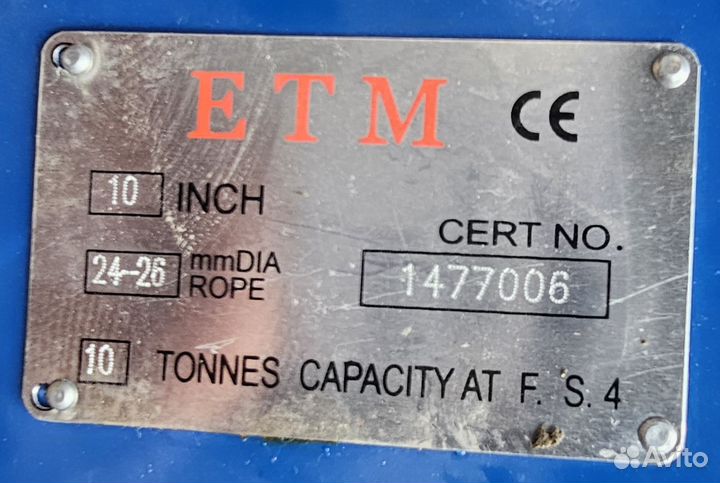 ETM CE
10 INCH
CERT NO.
24-26 mmDIA ROPE
1477006
10 TONNES CAPACITY AT F. S. 4
Avito